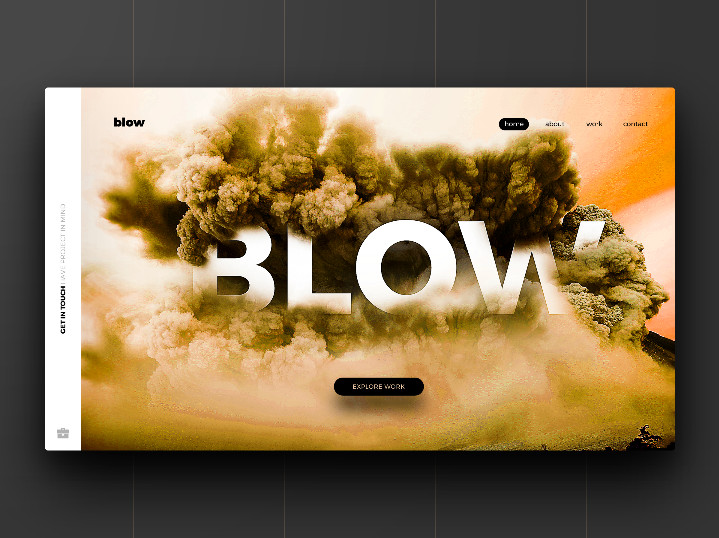 blow
home about work contact
GET IN TOUCH HAVE PROJECT IN MIND
BLOW
EXPLORE WORK